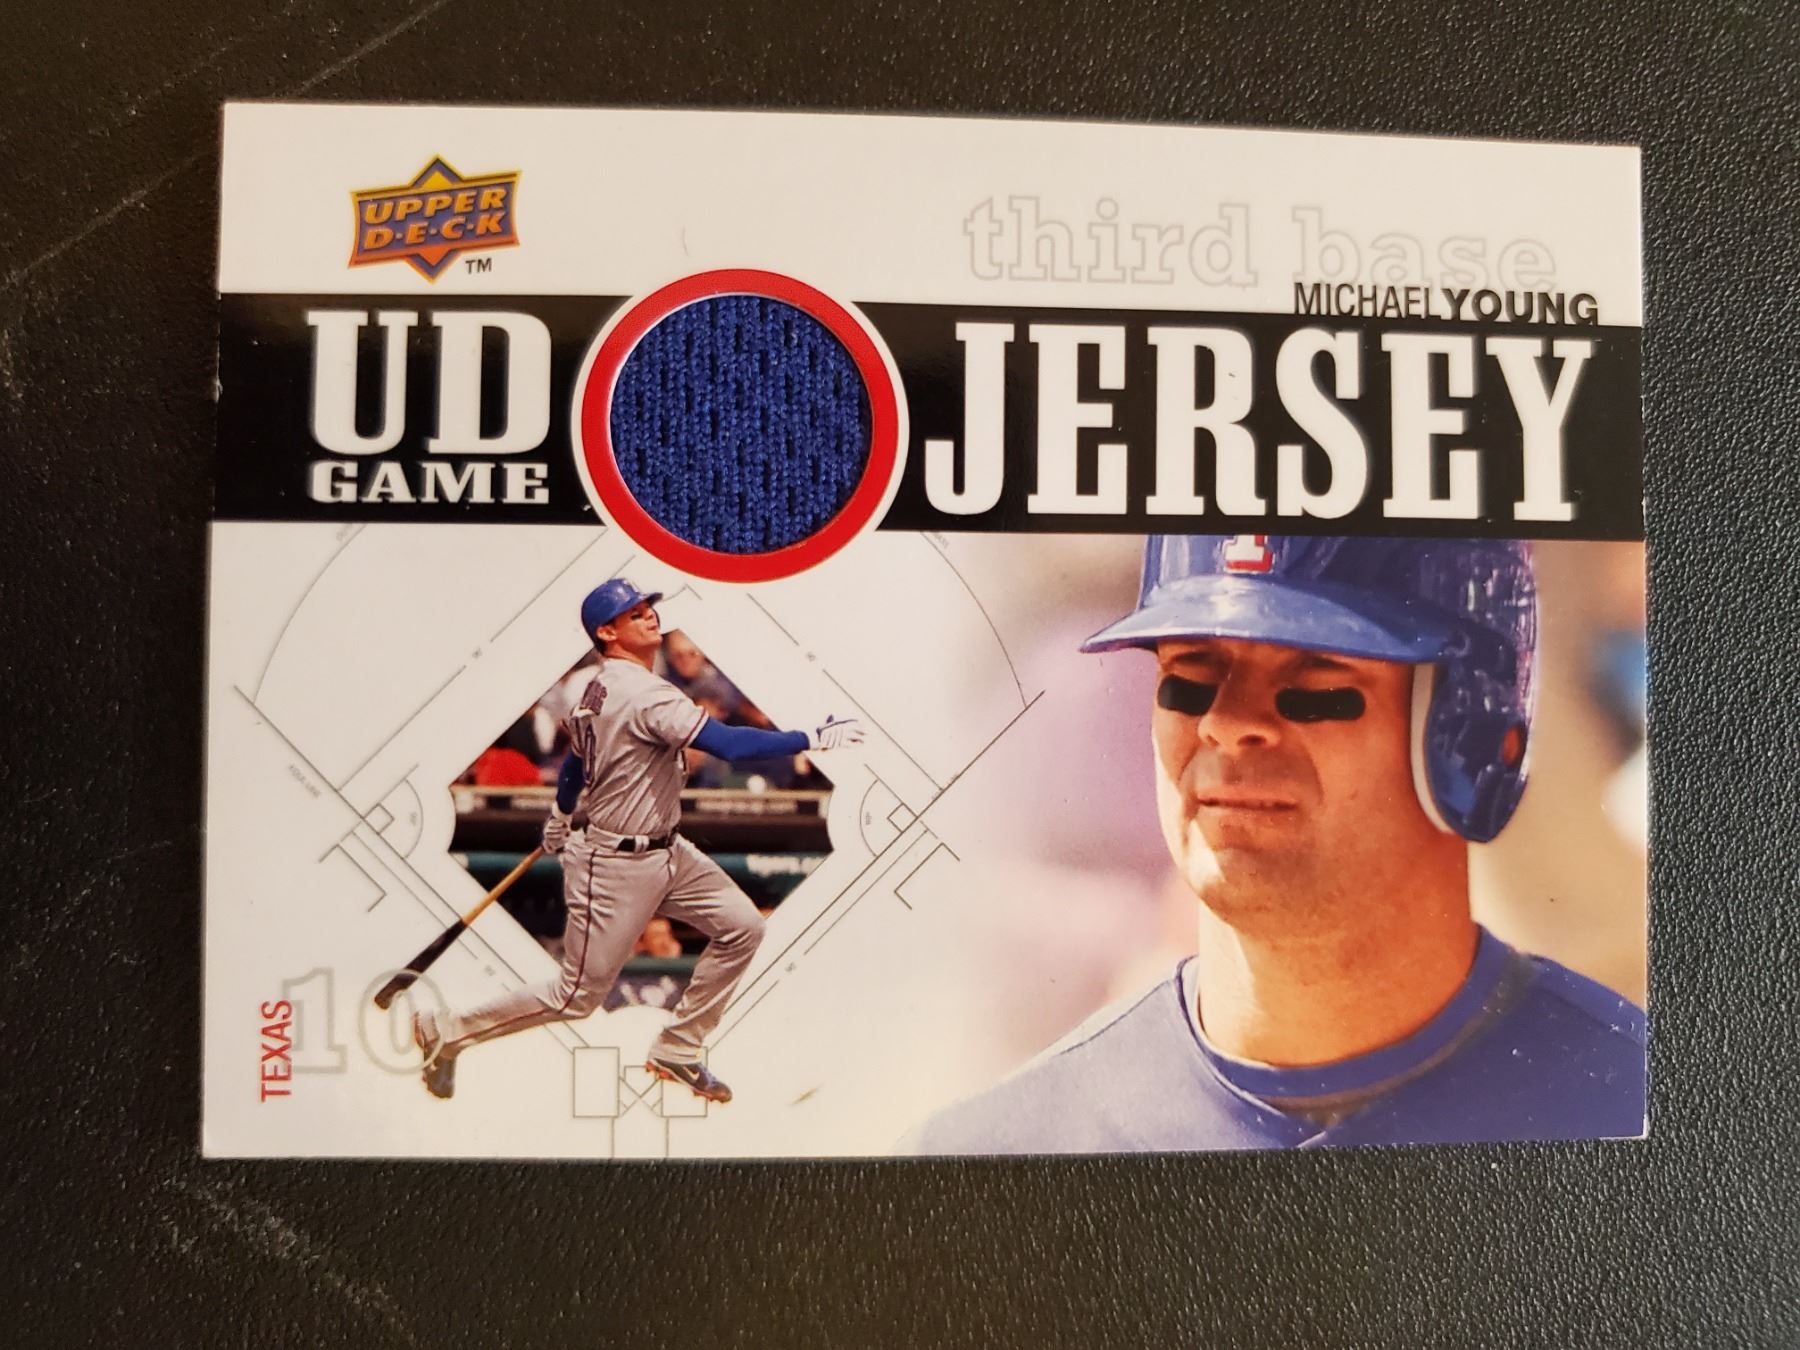 UPPER
D·E·C·K
TM
third base
MICHAEL YOUNG
UD
GAME
JERSEY
T
TEXAS
10